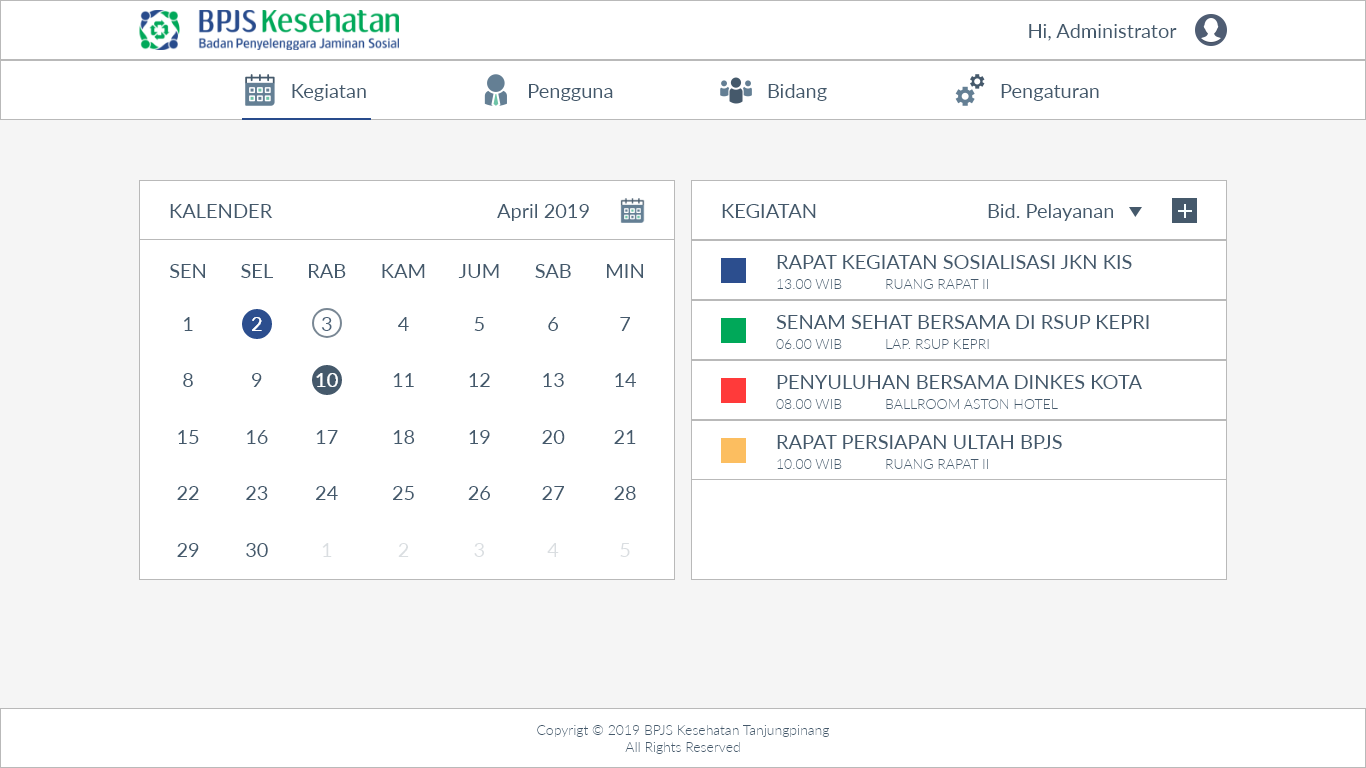 BPJS Kesehatan
Badan Penyelenggara Jaminan Sosial
Hi, Administrator
Kegiatan Pengguna Bidang Pengaturan
KALENDER April 2019
SEN SEL RAB KAM JUM SAB MIN
1 2 3 4 5 6 7
8 9 10 11 12 13 14
15 16 17 18 19 20 21
22 23 24 25 26 27 28
29 30 1 2 3 4 5
KEGIATAN Bid. Pelayanan
RAPAT KEGIATAN SOSIALISASI JKN KIS
13.00 WIB RUANG RAPAT II
SENAM SEHAT BERSAMA DI RSUP KEPRI
06.00 WIB LAP. RSUP KEPRI
PENYULUHAN BERSAMA DINKES KOTA
08.00 WIB BALLROOM ASTON HOTEL
RAPAT PERSIAPAN ULTAH BPJS
10.00 WIB RUANG RAPAT II
Copyrigt © 2019 BPJS Kesehatan Tanjungpinang
All Rights Reserved